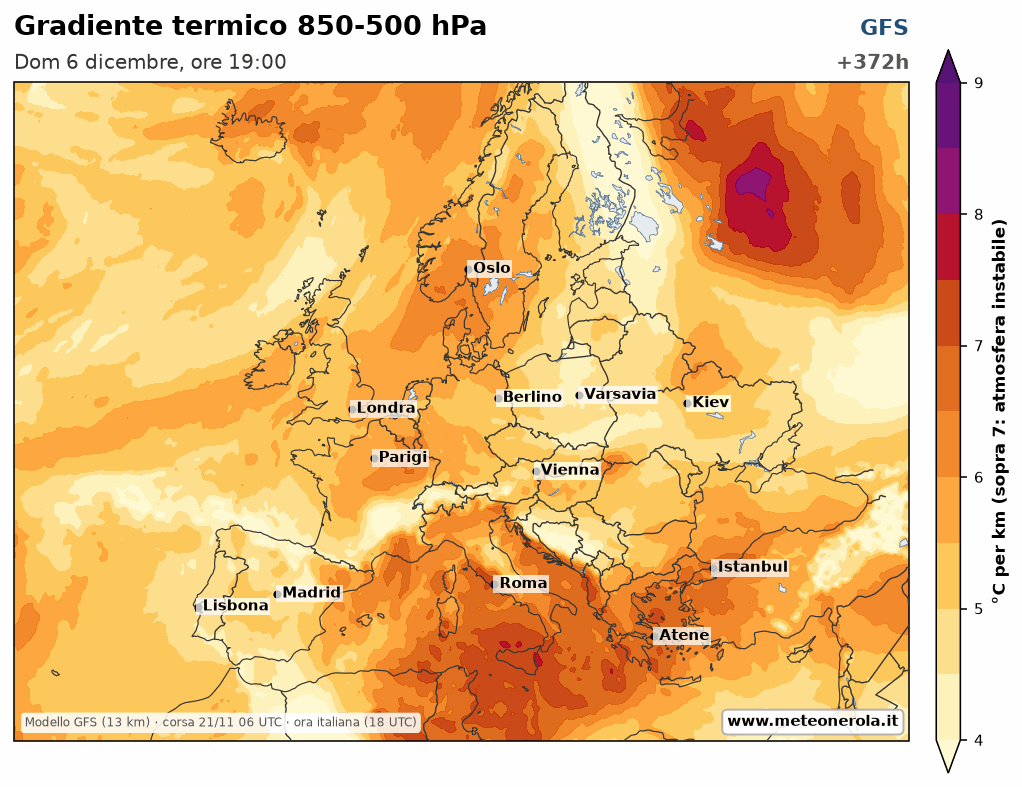 Gradiente termico 850-500 hPa
GFS
Dom 6 dicembre, ore 19:00
+372h
Oslo
Berlino
Varsavia
Kiev
Londra
Parigi
Vienna
Istanbul
Roma
Madrid
Lisbona
Atene
Modello GFS (13 km) · corsa 21/11 06 UTC · ora italiana (18 UTC)
www.meteonerola.it
9
8
7
6
5
4
°C per km (sopra 7: atmosfera instabile)